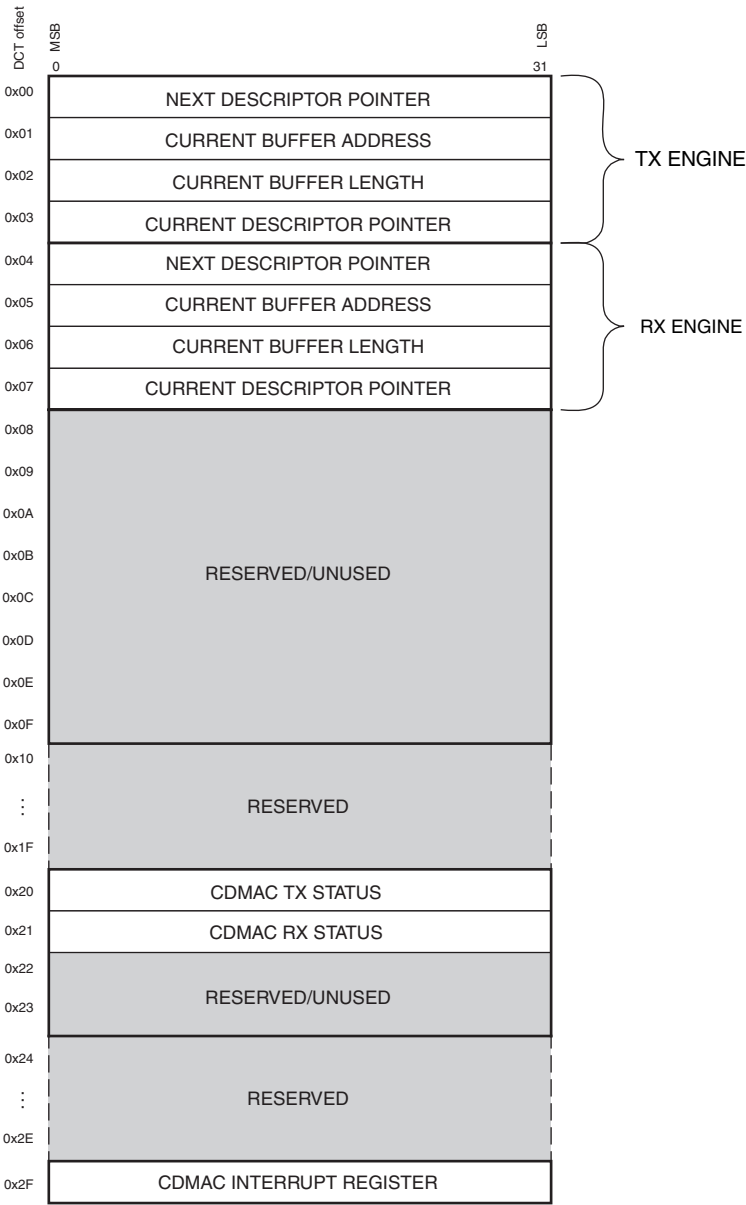 DCT offset
MSB
LSB
0 31
0x00 NEXT DESCRIPTOR POINTER
0x01 CURRENT BUFFER ADDRESS
TX ENGINE
0x02 CURRENT BUFFER LENGTH
0x03 CURRENT DESCRIPTOR POINTER
0x04 NEXT DESCRIPTOR POINTER
0x05 CURRENT BUFFER ADDRESS
RX ENGINE
0x06 CURRENT BUFFER LENGTH
0x07 CURRENT DESCRIPTOR POINTER
0x08
0x09
0x0A
0x0B
RESERVED/UNUSED
0x0C
0x0D
0x0E
0x0F
0x10
⋮ RESERVED
0x1F
0x20 CDMAC TX STATUS
0x21 CDMAC RX STATUS
0x22
RESERVED/UNUSED
0x23
0x24
⋮ RESERVED
0x2E
0x2F CDMAC INTERRUPT REGISTER